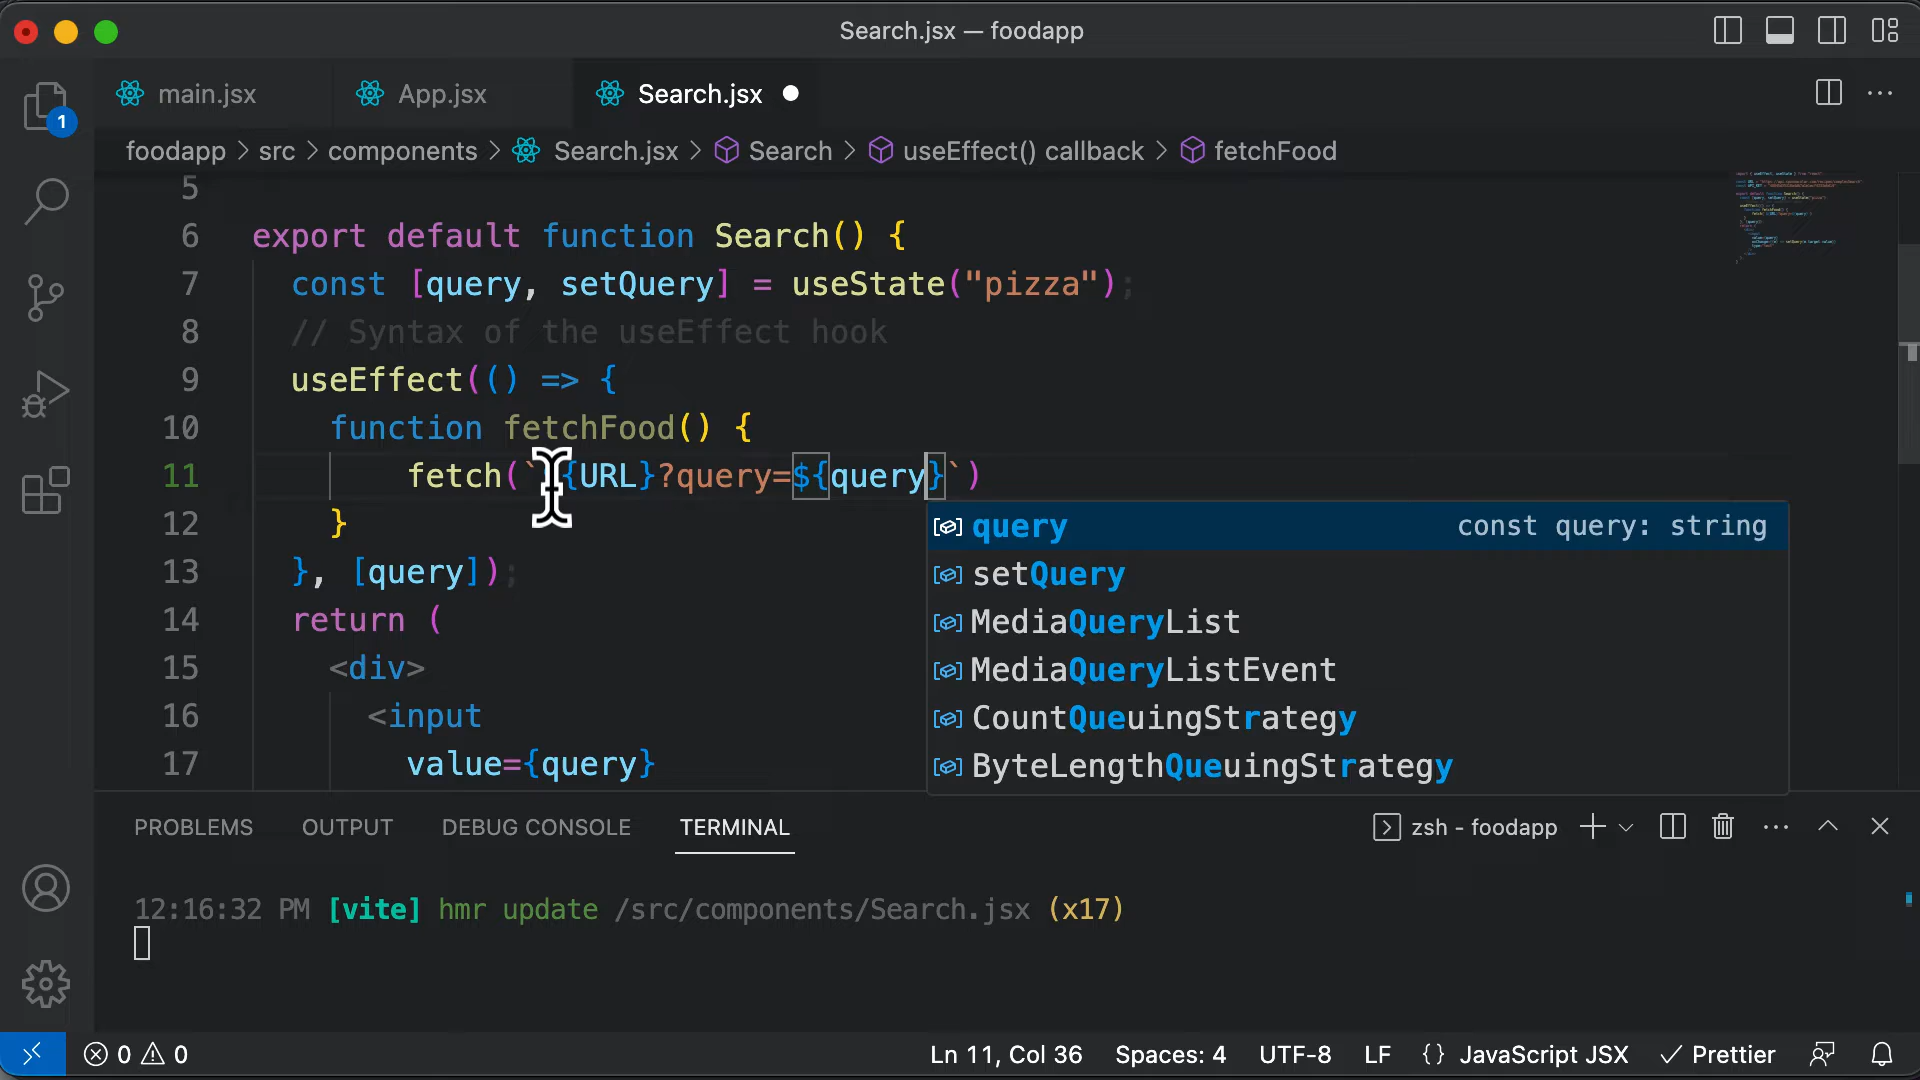 Search.jsx — foodapp
1
main.jsx
App.jsx
Search.jsx
foodapp > src > components > Search.jsx > Search > useEffect() callback > fetchFood
5
6 export default function Search() {
7 const [query, setQuery] = useState("pizza");
8 // Syntax of the useEffect hook
9 useEffect(() => {
10 function fetchFood() {
11 fetch(`{URL}?query=${query}`)
12 }
13 }, [query]);
14 return (
15 <div>
16 <input
17 value={query}
query const query: string
setQuery
MediaQueryList
MediaQueryListEvent
CountQueuingStrategy
ByteLengthQueuingStrategy
PROBLEMS OUTPUT DEBUG CONSOLE TERMINAL
zsh - foodapp
12:16:32 PM [vite] hmr update /src/components/Search.jsx (x17)
0 0
Ln 11, Col 36 Spaces: 4 UTF-8 LF {} JavaScript JSX Prettier